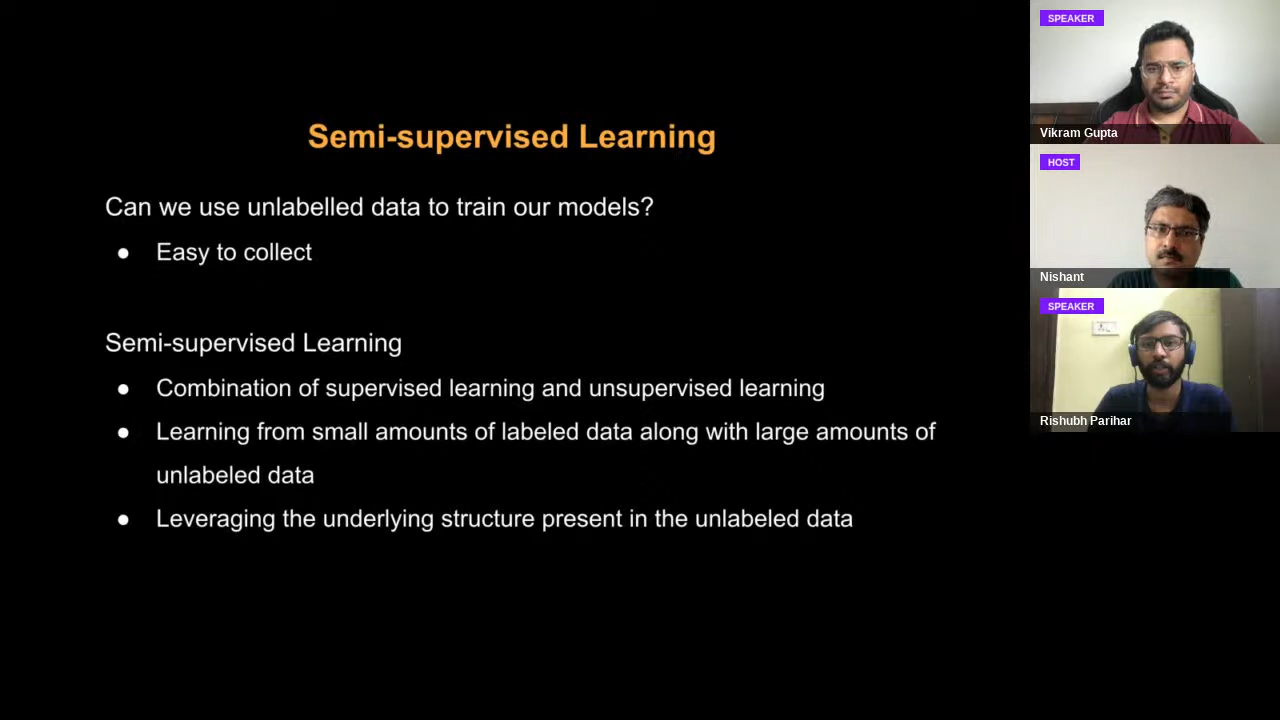 Semi-supervised Learning
Can we use unlabelled data to train our models?
● Easy to collect
Semi-supervised Learning
● Combination of supervised learning and unsupervised learning
● Learning from small amounts of labeled data along with large amounts of
unlabeled data
● Leveraging the underlying structure present in the unlabeled data
SPEAKER
Vikram Gupta
HOST
Nishant
SPEAKER
Rishubh Parihar